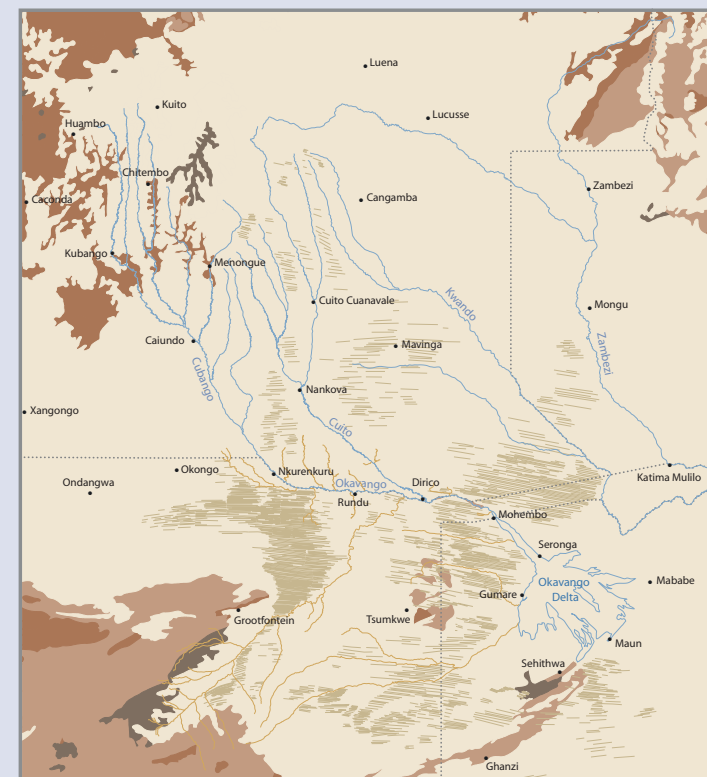 Luena
Kuito
Lucusse
Huambo
Chitembo
Zambezi
Cangamba
Caconda
Kubango
Menongue
Kwando
Cuito Cuanavale
Mongu
Caiundo
Mavinga
Zambezi
Cubango
Nankova
Xangongo
Cuito
Okongo
Nkurenkuru
Katima Mulilo
Ondangwa
Okavango
Dirico
Rundu
Mohembo
Seronga
Okavango
Delta
Mababe
Gumare
Grootfontein
Tsumkwe
Maun
Sehithwa
Ghanzi